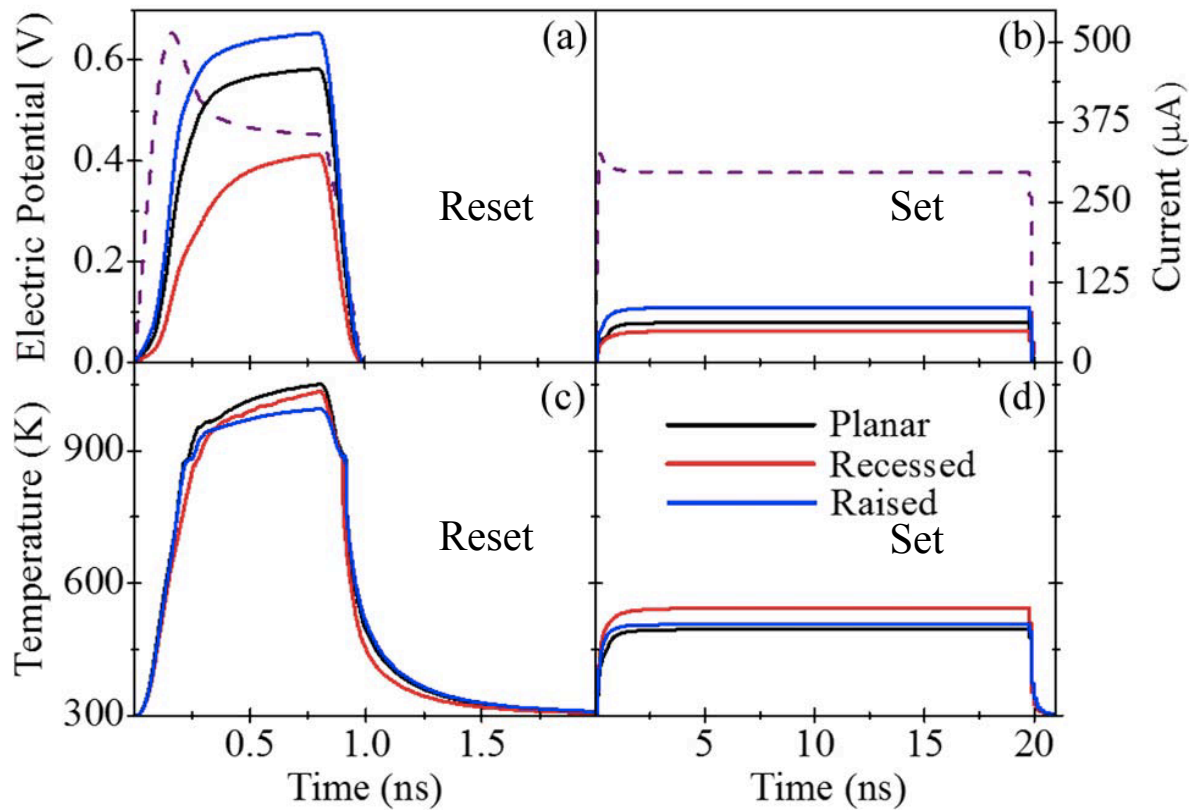 Electric Potential (V)
0.6
0.4
0.2
0.0
(a)
Reset
(b)
Set
500
375
250
125
0
Current (μA)
Temperature (K)
900
600
300
(c)
Reset
(d)
Planar
Recessed
Raised
Set
0.5 1.0 1.5
Time (ns)
5 10 15 20
Time (ns)